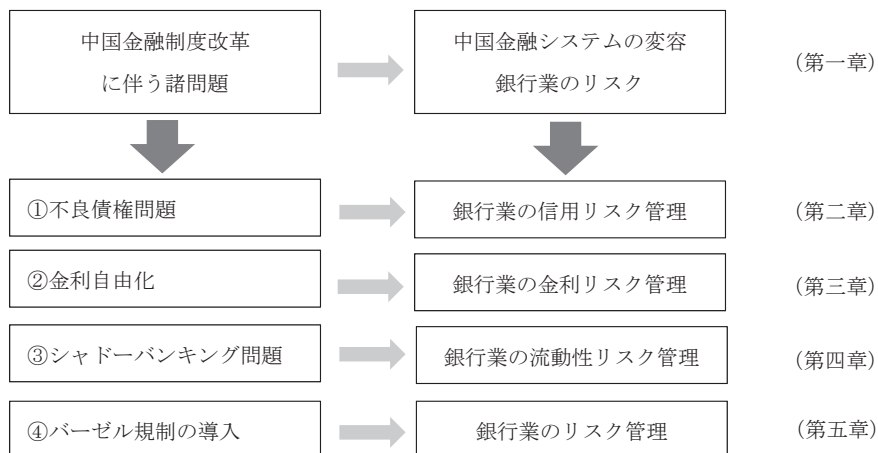 中国金融制度改革
に伴う諸問題
中国金融システムの変容
銀行業のリスク
(第一章)
①不良債権問題
銀行業の信用リスク管理
(第二章)
②金利自由化
銀行業の金利リスク管理
(第三章)
③シャドーバンキング問題
銀行業の流動性リスク管理
(第四章)
④バーゼル規制の導入
銀行業のリスク管理
(第五章)